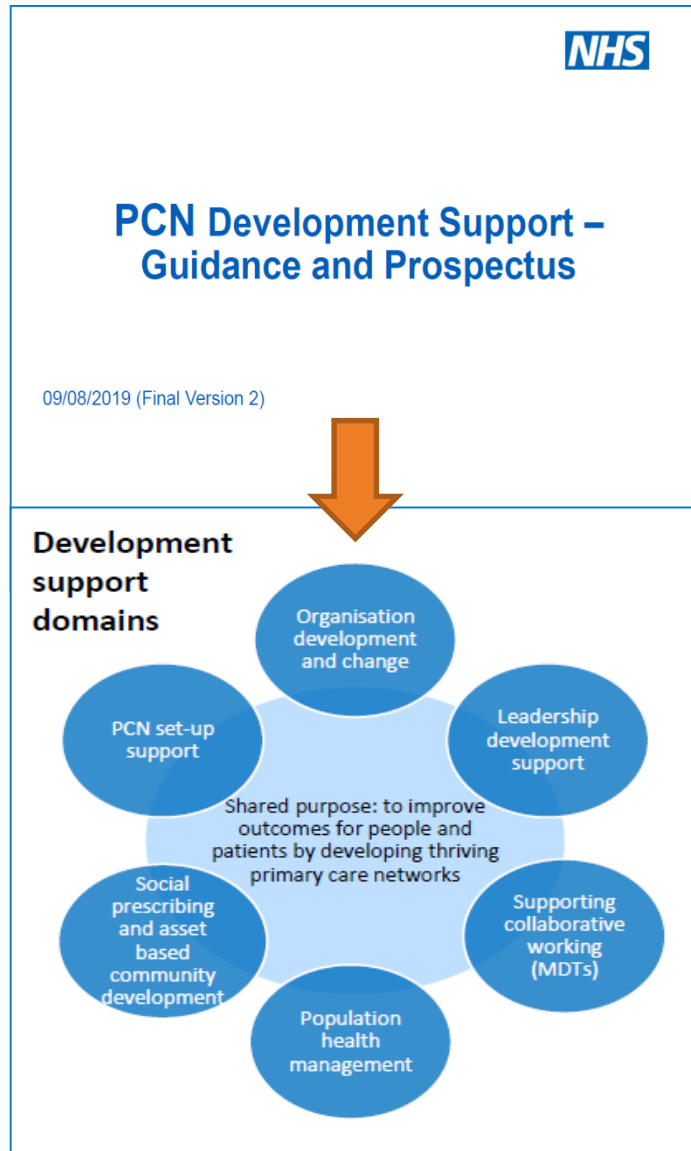 NHS
PCN Development Support –
Guidance and Prospectus
09/08/2019 (Final Version 2)
Development
support
domains
Organisation
development
and change
Leadership
development
support
Supporting
collaborative
working
(MDTs)
Population
health
management
Social
prescribing
and asset
based
community
development
PCN set-up
support
Shared purpose: to improve
outcomes for people and
patients by developing thriving
primary care networks